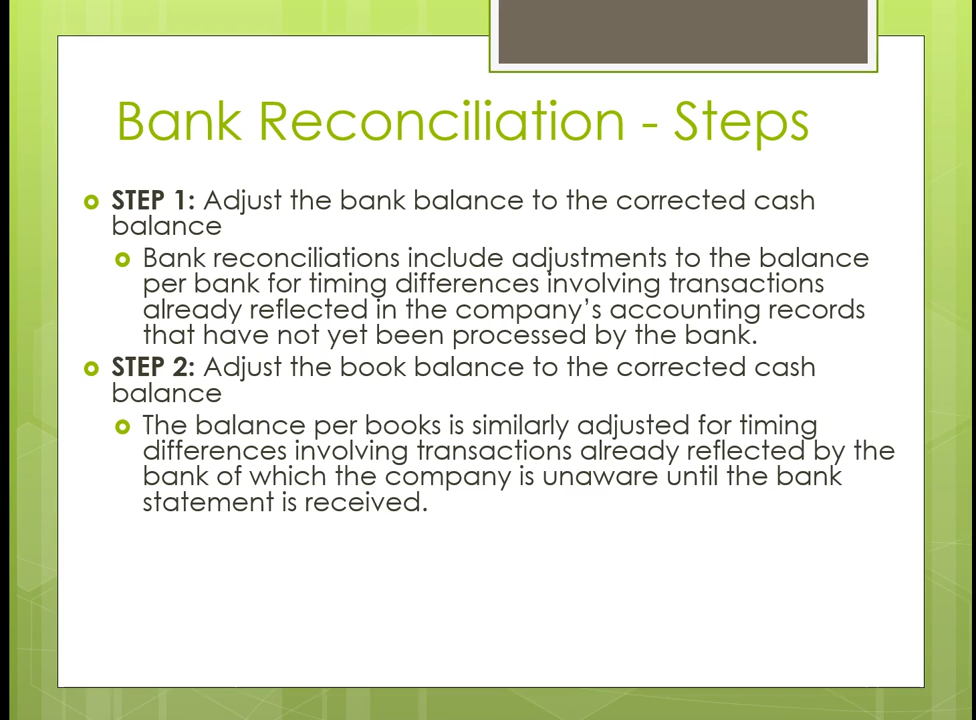 Bank Reconciliation - Steps
STEP 1: Adjust the bank balance to the corrected cash
balance
Bank reconciliations include adjustments to the balance
per bank for timing differences involving transactions
already reflected in the company’s accounting records
that have not yet been processed by the bank.
STEP 2: Adjust the book balance to the corrected cash
balance
The balance per books is similarly adjusted for timing
differences involving transactions already reflected by the
bank of which the company is unaware until the bank
statement is received.